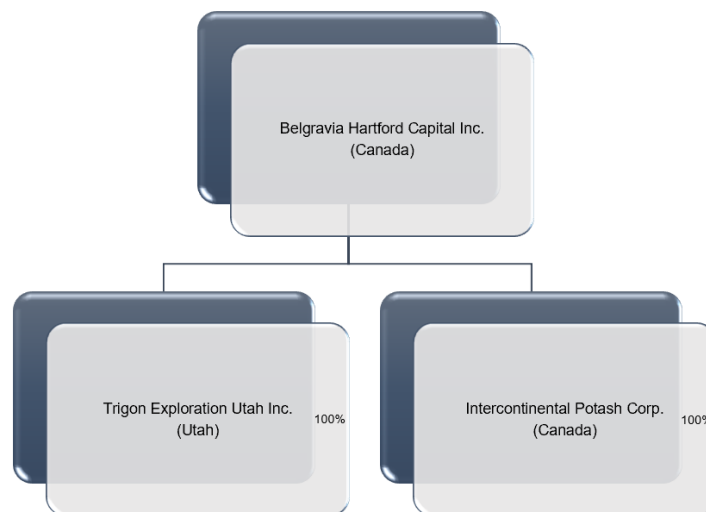 Belgravia Hartford Capital Inc.
(Canada)
Trigon Exploration Utah Inc.
(Utah)
100%
Intercontinental Potash Corp.
(Canada)
100%